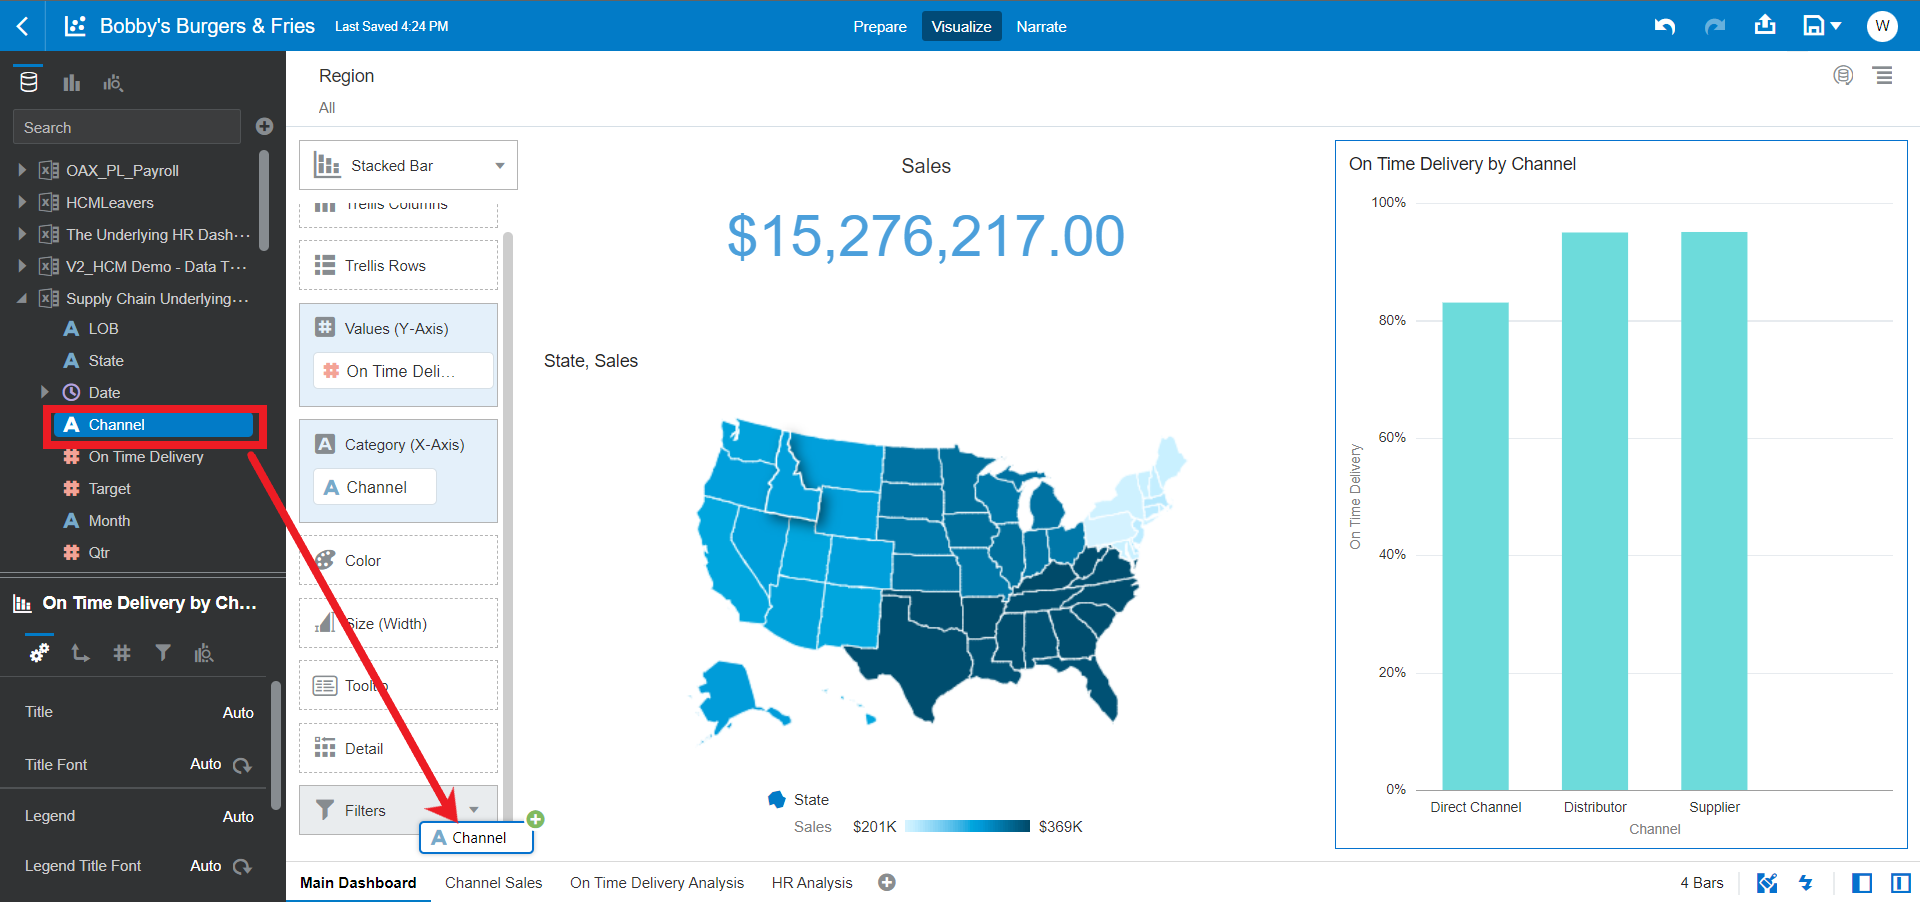 Bobby's Burgers & Fries
Last Saved 4:24 PM
Prepare
Visualize
Narrate
W
Search
OAX_PL_Payroll
HCMLeavers
The Underlying HR Dash···
V2_HCM Demo - Data T···
Supply Chain Underlying···
A LOB
A State
Date
A Channel
# On Time Delivery
# Target
A Month
# Qtr
On Time Delivery by Ch...
Title
Auto
Title Font
Auto
Legend
Auto
Legend Title Font
Auto
Region
All
Stacked Bar
Trellis Columns
Trellis Rows
# Values (Y-Axis)
# On Time Deli...
A Category (X-Axis)
A Channel
Color
Size (Width)
Tooltip
Detail
Filters
A Channel
Sales
$15,276,217.00
State, Sales
State
Sales
$201K
$369K
On Time Delivery by Channel
100%
80%
60%
40%
20%
0%
On Time Delivery
Direct Channel
Distributor
Supplier
Channel
Main Dashboard
Channel Sales
On Time Delivery Analysis
HR Analysis
4 Bars